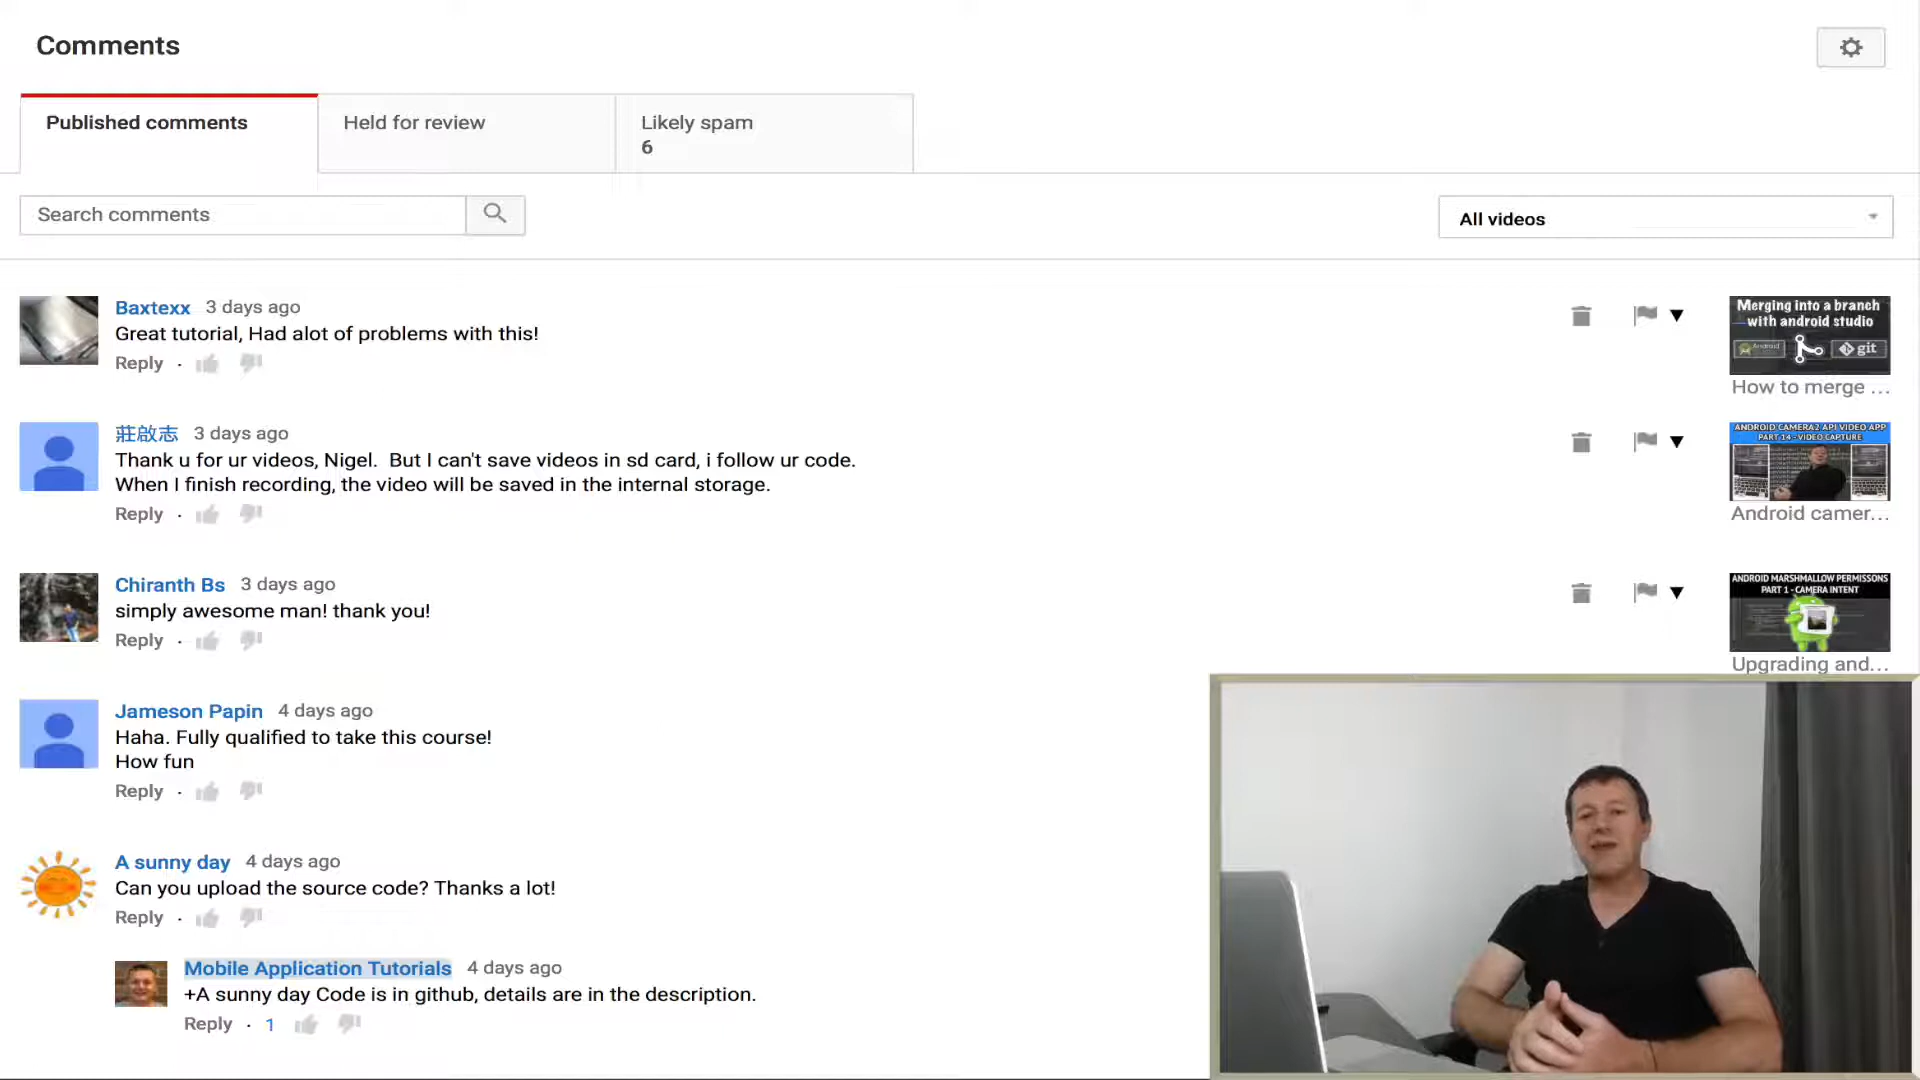 Comments
Published comments
Held for review
Likely spam
6
Search comments
All videos
Baxtexx 3 days ago
Great tutorial, Had alot of problems with this!
Reply
Merging into a branch
with android studio
Android
git
How to merge ...
莊啟志 3 days ago
Thank u for ur videos, Nigel. But I can't save videos in sd card, i follow ur code.
When I finish recording, the video will be saved in the internal storage.
Reply
ANDROID CAMERA2 API VIDEO APP
PART 14 - VIDEO CAPTURE
Android camer...
Chiranth Bs 3 days ago
simply awesome man! thank you!
Reply
ANDROID MARSHMALLOW PERMISSONS
PART 1 - CAMERA INTENT
Upgrading and...
Jameson Papin 4 days ago
Haha. Fully qualified to take this course!
How fun
Reply
A sunny day 4 days ago
Can you upload the source code? Thanks a lot!
Reply
Mobile Application Tutorials 4 days ago
+A sunny day Code is in github, details are in the description.
Reply · 1